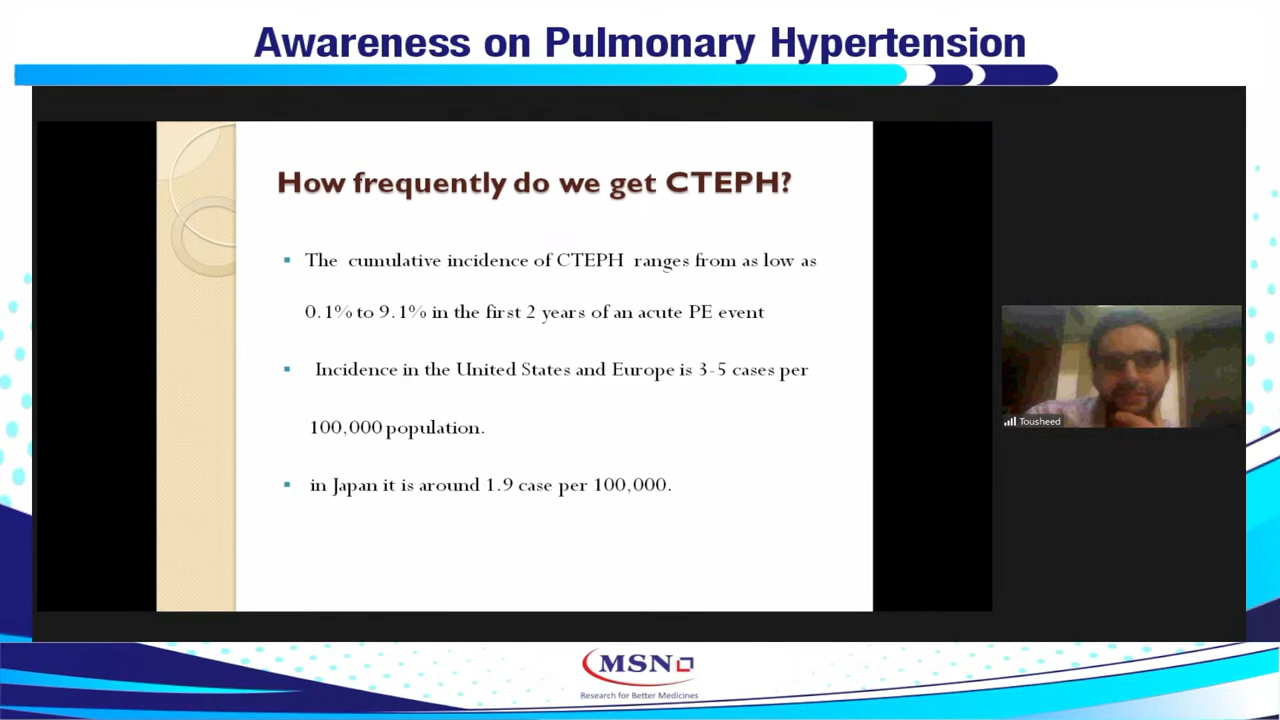 Awareness on Pulmonary Hypertension
How frequently do we get CTEPH?
▪ The cumulative incidence of CTEPH ranges from as low as
0.1% to 9.1% in the first 2 years of an acute PE event
▪ Incidence in the United States and Europe is 3-5 cases per
100,000 population.
▪ in Japan it is around 1.9 case per 100,000.
Tousheed
MSN
Research for Better Medicines